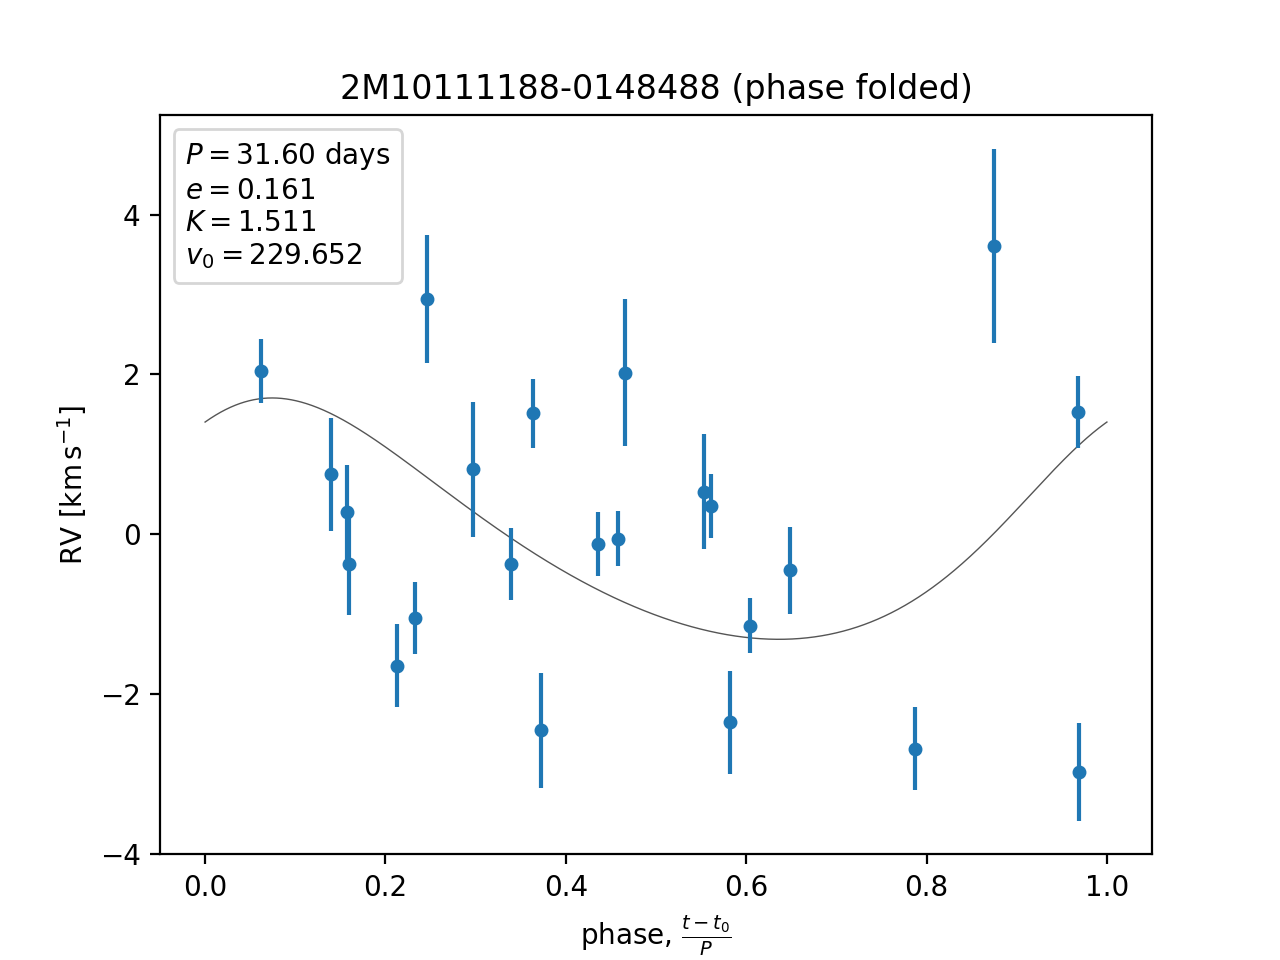 2M10111188-0148488 (phase folded)
P = 31.60 days
e = 0.161
K = 1.511
v₀ = 229.652
RV [km s⁻¹]
4
2
0
−2
−4
0.0 0.2 0.4 0.6 0.8 1.0
phase, (t − t₀)/P